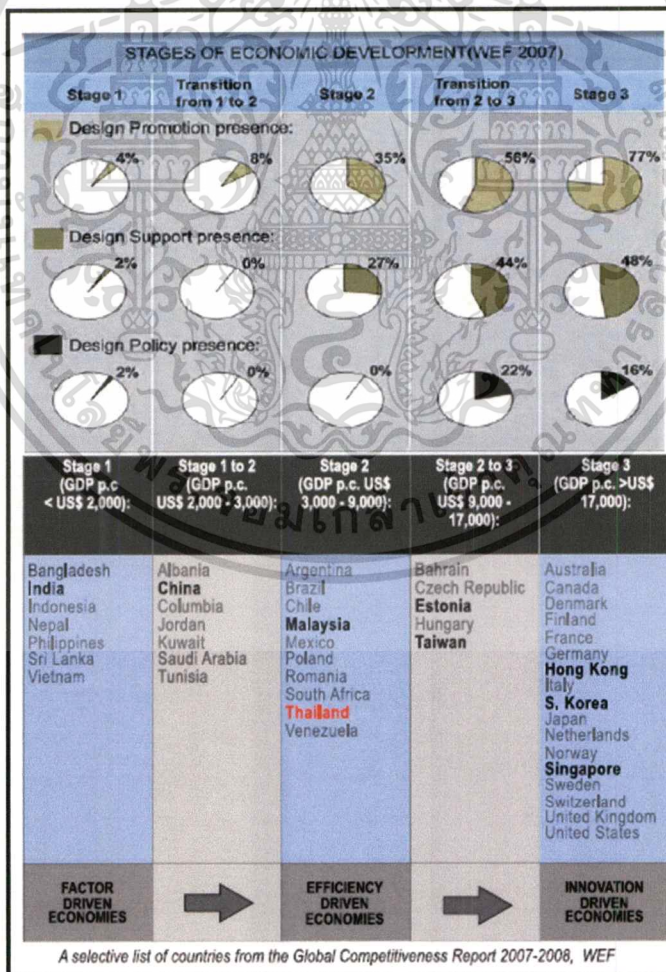 STAGES OF ECONOMIC DEVELORMENT(WEF 2007)
Stage 1
Transition
from 1 to 2
Stage 2
Transition
from 2 to 3
Stage 3
Design Promotion presence:
4%
8%
35%
56%
77%
Design Support presence:
2%
0%
27%
44%
48%
Design Policy presence:
2%
0%
0%
22%
16%
Stage 1
(GDP p.c
< US$ 2,000):
Stage 1 to 2
(GDP p.c.
US$ 2,000 - 3,000):
Stage 2
(GDP p.c. US$
3,000 - 9,000):
Stage 2 to 3
(GDP p.c.
US$ 9,000 -
17,000):
Stage 3
(GDP p.c. >US$
17,000):
Bangladesh
India
Indonesia
Nepal
Philippines
Sri Lanka
Vietnam
Albania
China
Columbia
Jordan
Kuwait
Saudi Arabia
Tunisia
Argentina
Brazil
Chile
Malaysia
Mexico
Poland
Romania
South Africa
Thailand
Venezuela
Bahrain
Czech Republic
Estonia
Hungary
Taiwan
Australia
Canada
Denmark
Finland
France
Germany
Hong Kong
Italy
S. Korea
Japan
Netherlands
Norway
Singapore
Sweden
Switzerland
United Kingdom
United States
FACTOR
DRIVEN
ECONOMIES
EFFICIENCY
DRIVEN
ECONOMIES
INNOVATION
DRIVEN
ECONOMIES
A selective list of countries from the Global Competitiveness Report 2007-2008, WEF